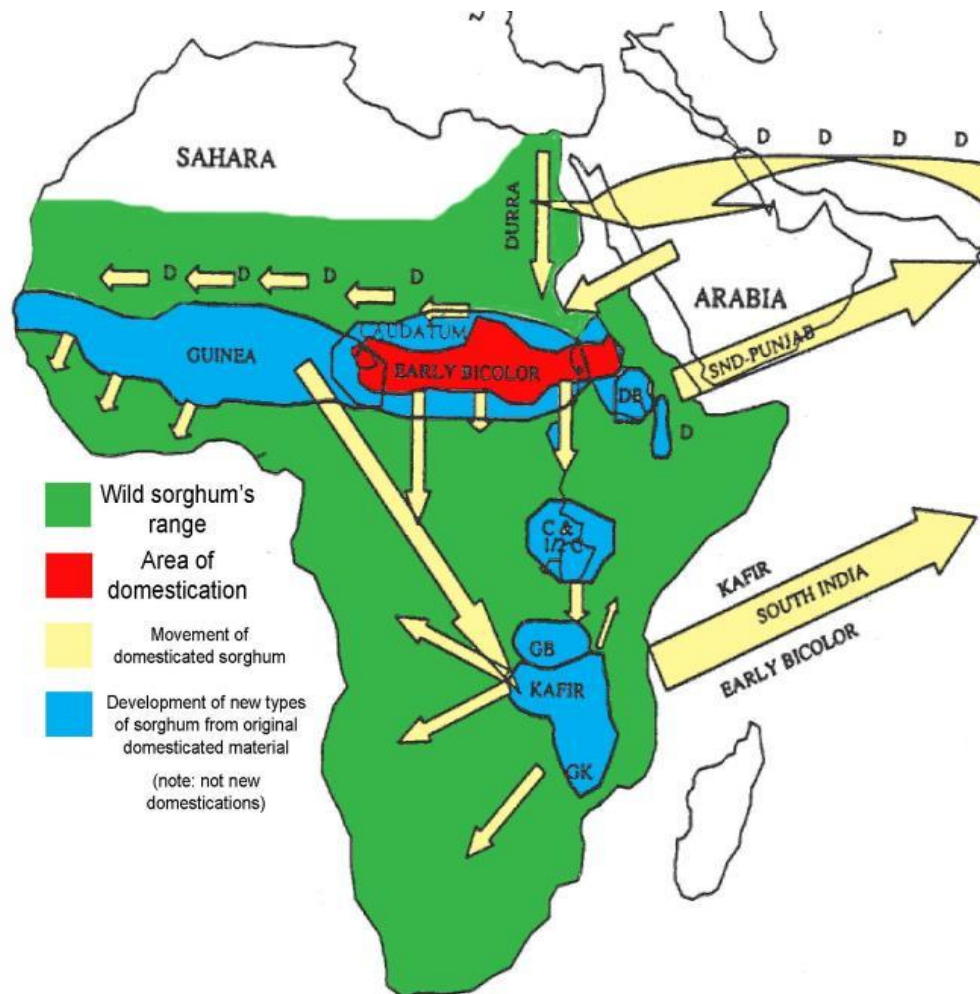 D D D D
SAHARA
DURRA
D D D D D
ARABIA
CAUDATUM
GUINEA
EARLY BICOLOR
SND-PUNJAB
DB
D
Wild sorghum's
range
Area of
domestication
Movement of
domesticated sorghum
Development of new types
of sorghum from original
domesticated material
(note: not new
domestications)
C &
1/2 C
KAFIR
SOUTH INDIA
EARLY BICOLOR
GB
KAFIR
GK